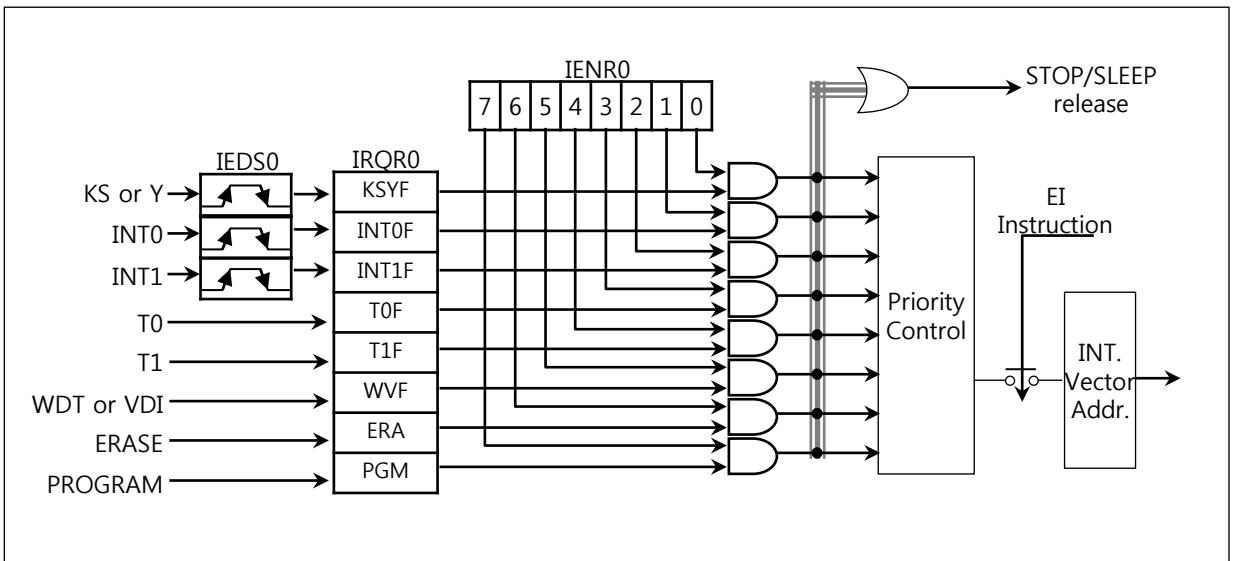 IENR0
7 6 5 4 3 2 1 0
STOP/SLEEP
release
IEDS0
IRQR0
KS or Y
INT0
INT1
T0
T1
WDT or VDI
ERASE
PROGRAM
KSYF
INT0F
INT1F
T0F
T1F
WVF
ERA
PGM
Priority
Control
EI
Instruction
INT.
Vector
Addr.